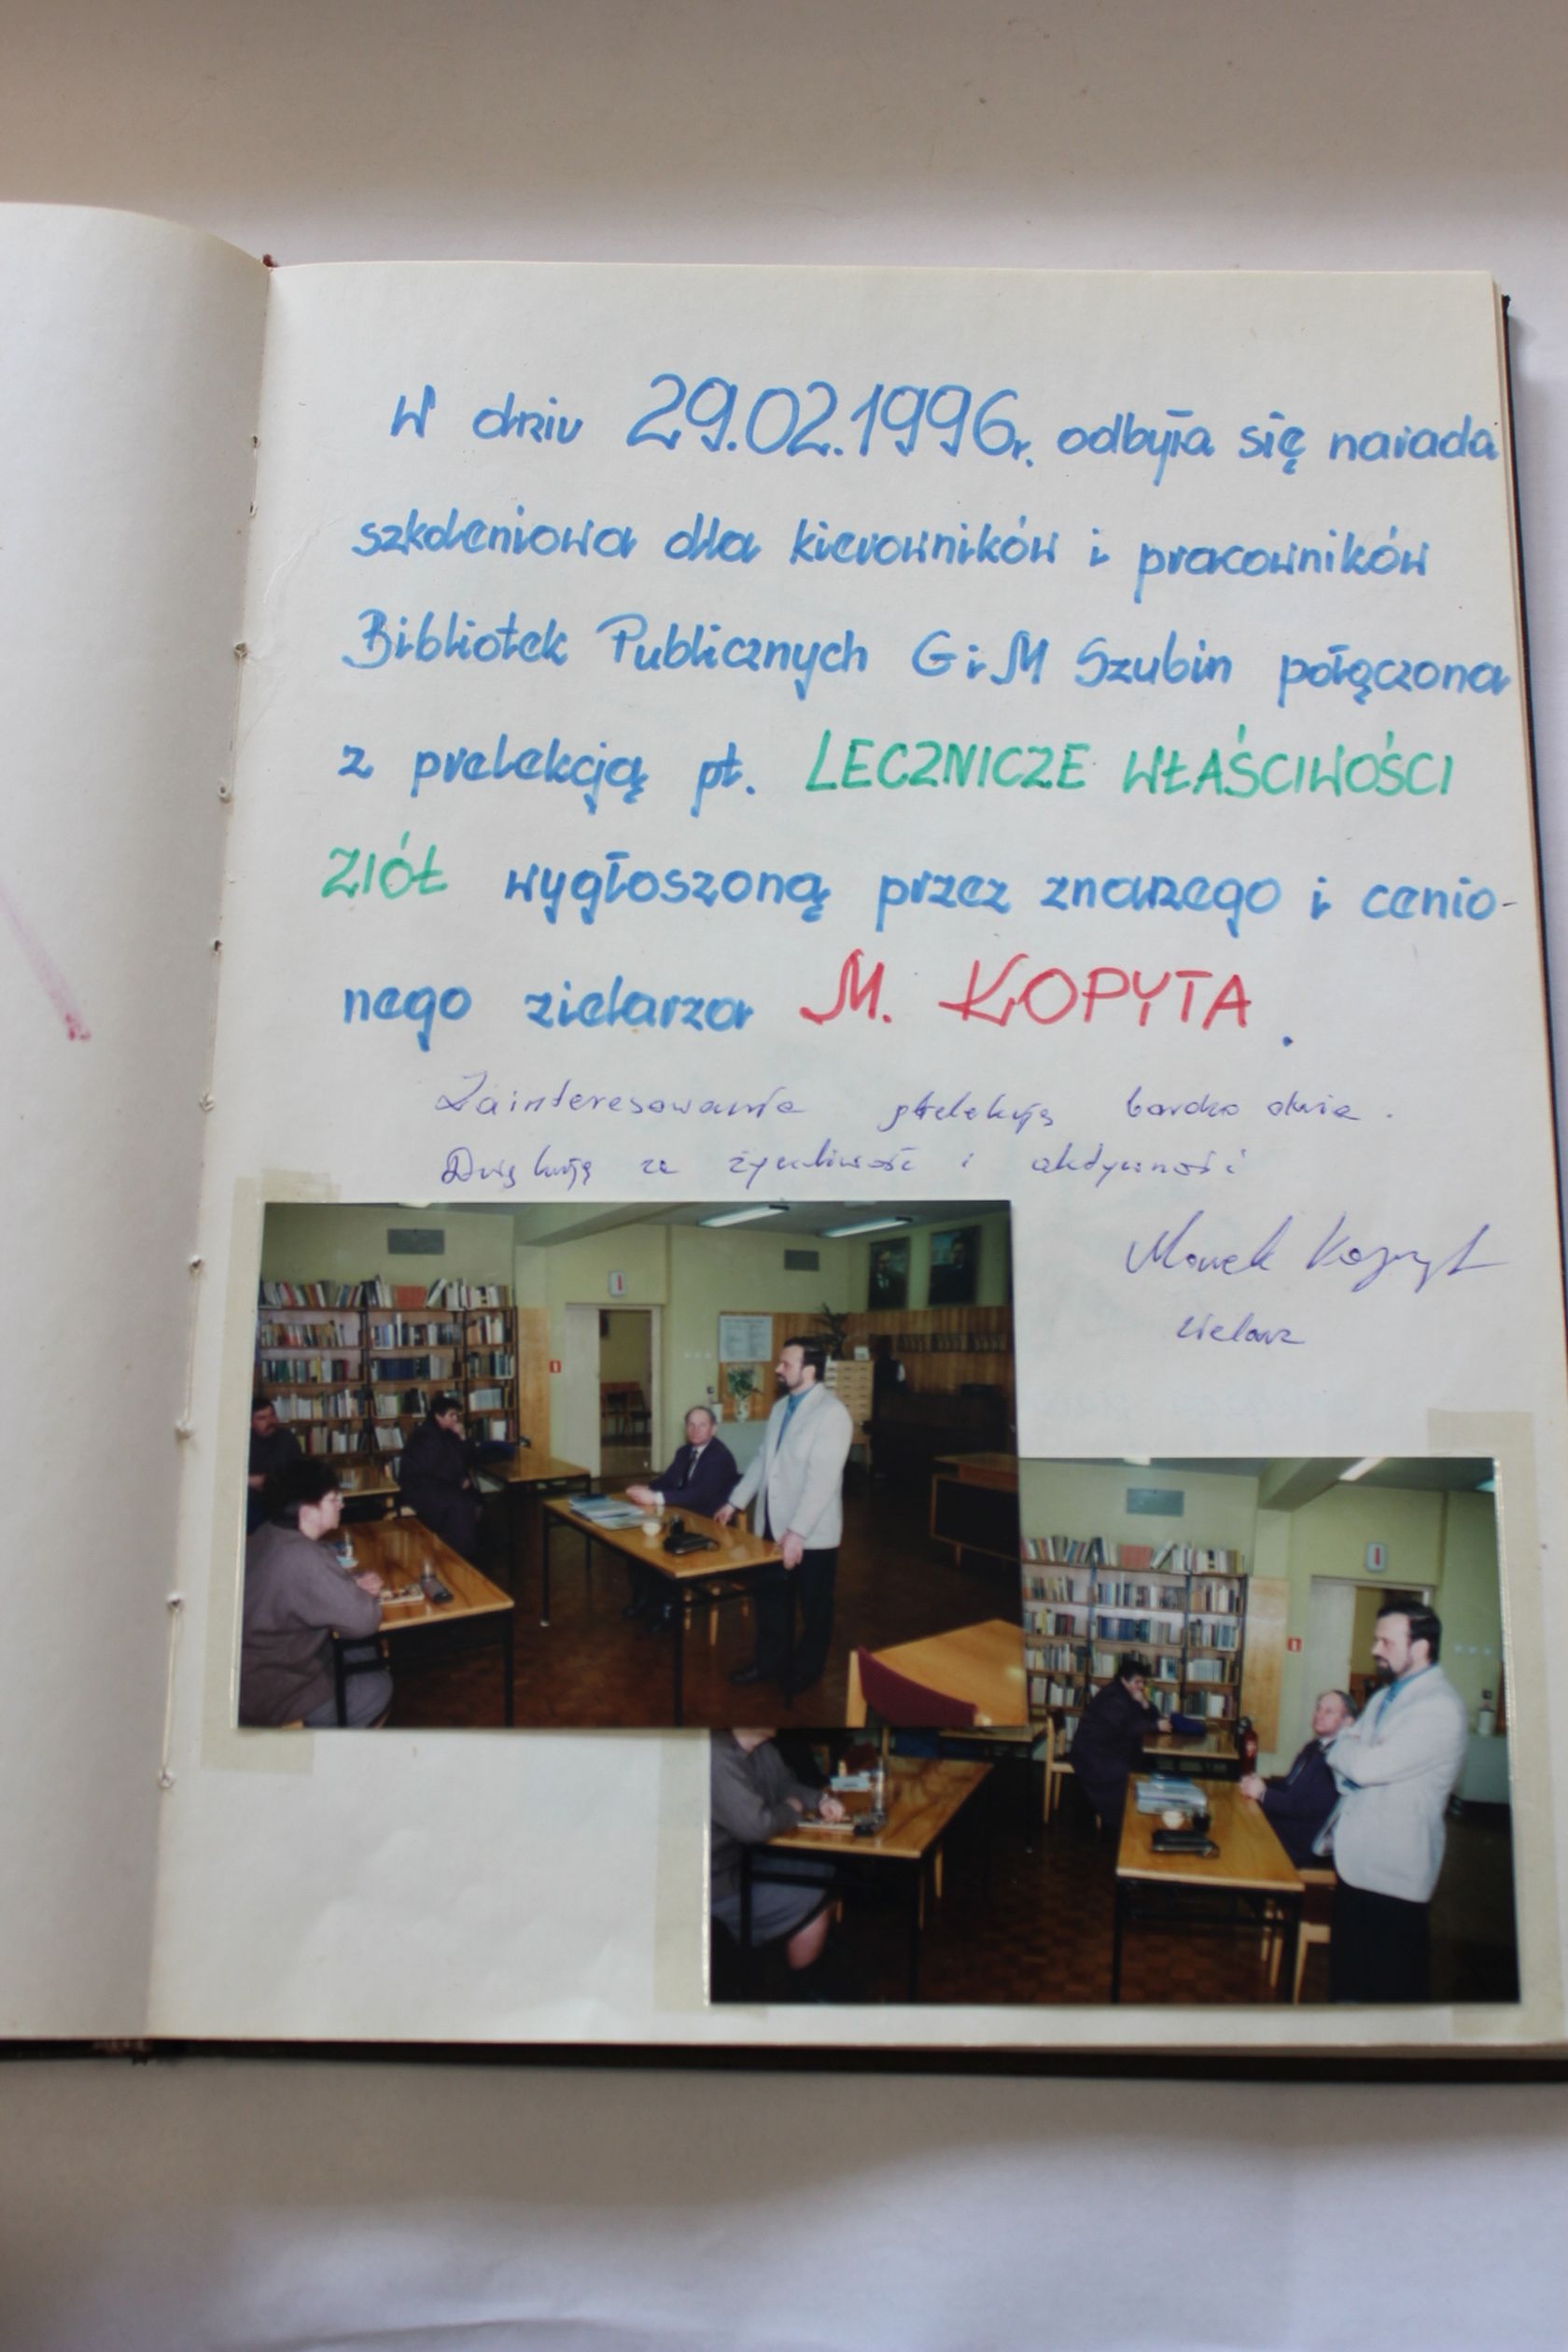 W dniu 29.02.1996r. odbyła się narada
szkoleniowa dla kierowników i pracowników
Bibliotek Publicznych G i M Szubin połączona
z prelekcją pt. LECZNICZE WŁAŚCIWOŚCI
ZIÓŁ wygłoszoną przez znanego i cenio-
nego zielarza M. KOPYTA.
Zainteresowanie prelekcją bardzo duże.
Dziękuję za życzliwość i aktywność
Marek Kopyt
zielarz